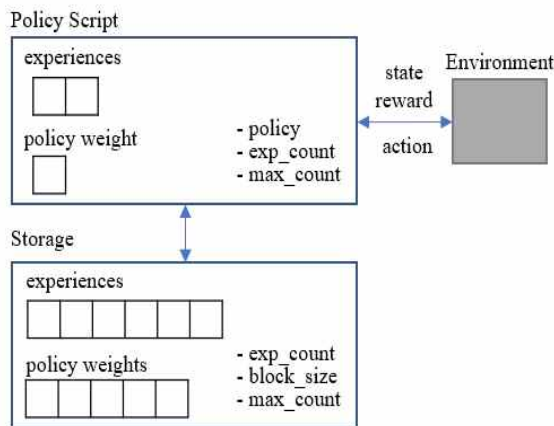 Policy Script
experiences
policy weight
- policy
- exp_count
- max_count
state
reward
action
Environment
Storage
experiences
policy weights
- exp_count
- block_size
- max_count